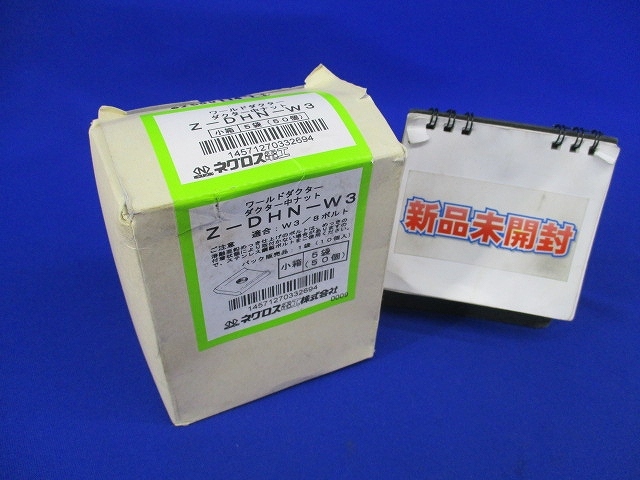 ワールドダクター
ダクター中ナット
Z-DHN-W3
小箱 5袋 (50個)
14571270332694
ネグロス電工
ワールドダクター
ダクター中ナット
Z-DHN-W3
適合：W3/8ボルト
ご注意
パック販売品 1袋(10個入)
小箱 5袋
(50個)
14571270332694
ネグロス電工株式会社
0009
新品未開封